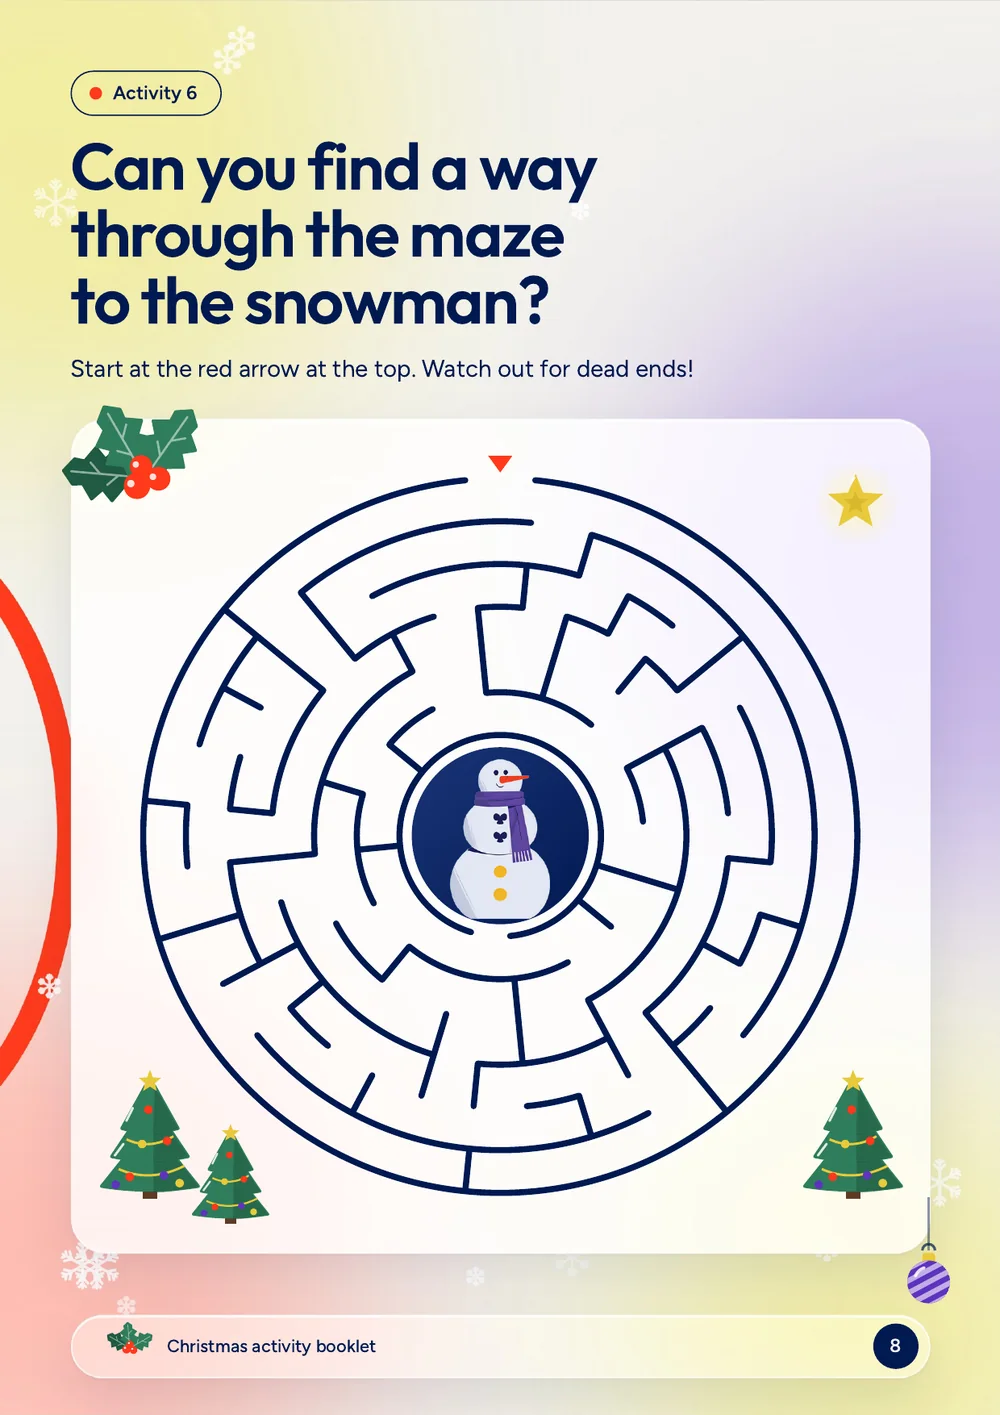 Activity 6
Can you find a way
through the maze
to the snowman?
Start at the red arrow at the top. Watch out for dead ends!
Christmas activity booklet
8